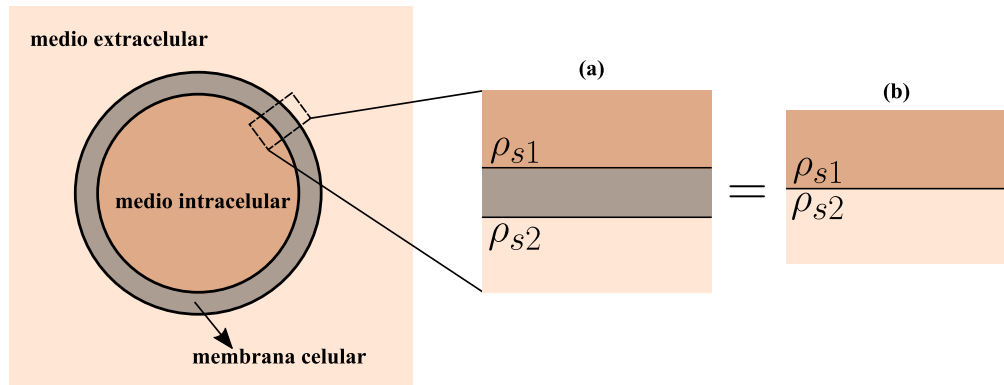 medio extracelular
medio intracelular
membrana celular
(a)
ρs1
ρs2
=
(b)
ρs1
ρs2